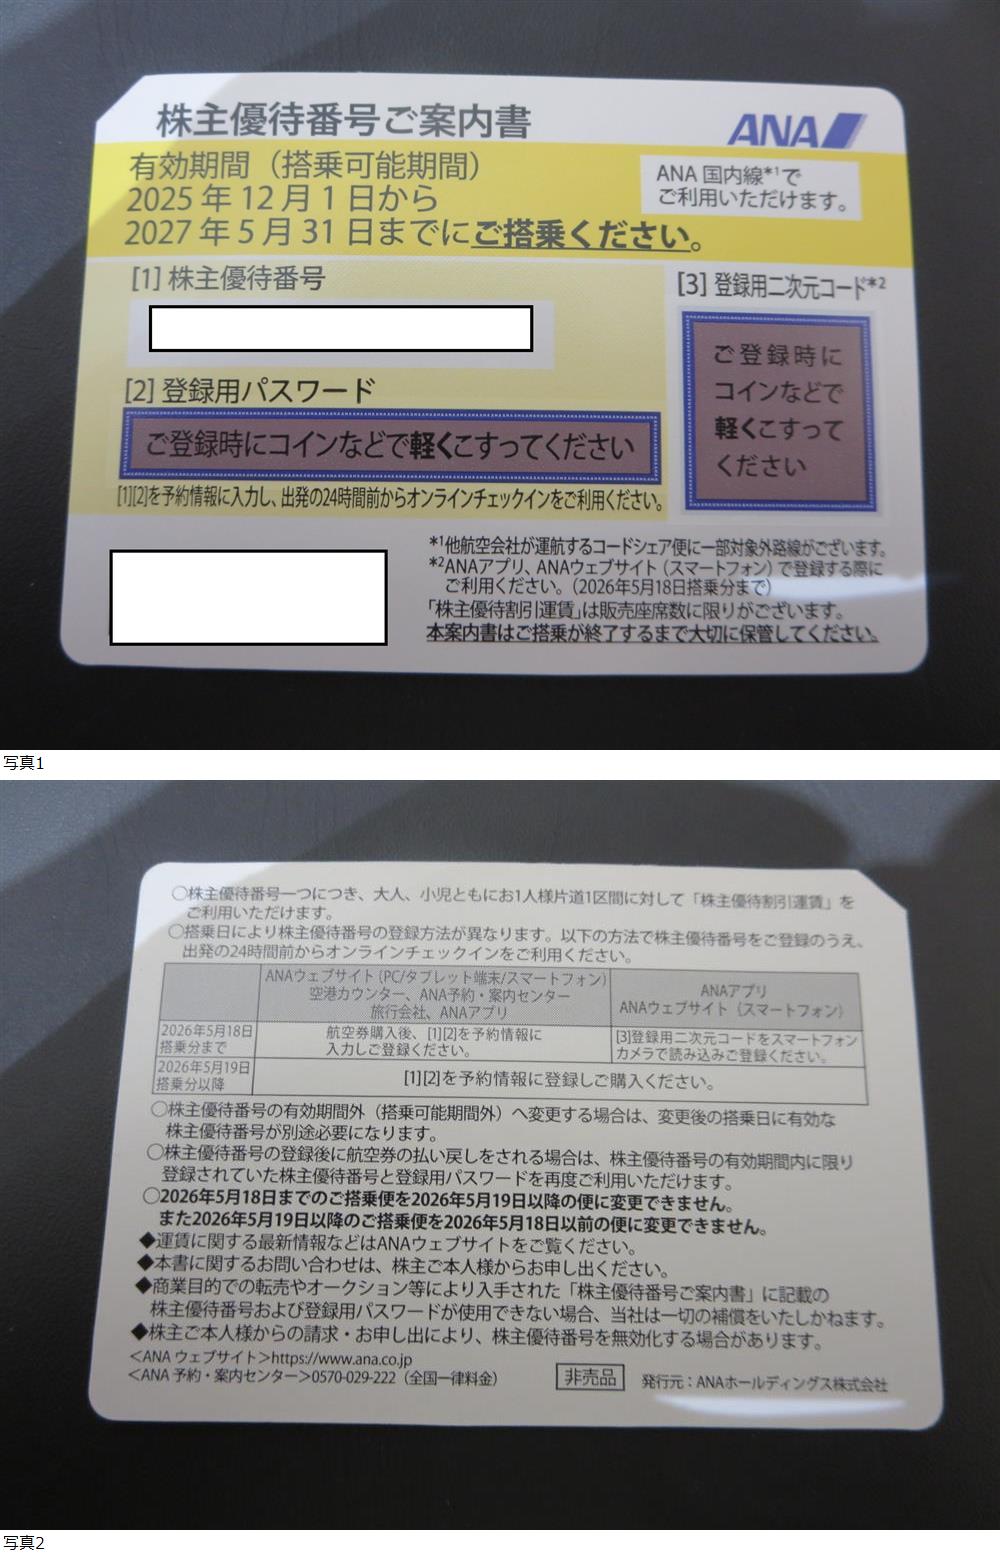 株主優待番号ご案内書
ANA
有効期間（搭乗可能期間）
2025年12月1日から
2027年5月31日までにご搭乗ください。
ANA 国内線*1で
ご利用いただけます。
[1] 株主優待番号
[2] 登録用パスワード
ご登録時にコインなどで軽くこすってください
[1][2]を予約情報に入力し、出発の24時間前からオンラインチェックインをご利用ください。
[3] 登録用二次元コード*2
ご登録時に
コインなどで
軽くこすって
ください
*1他航空会社が運航するコードシェア便に一部対象外路線がございます。
*2ANAアプリ、ANAウェブサイト（スマートフォン）で登録する際に
ご利用ください。（2026年5月18日搭乗分まで）
「株主優待割引運賃」は販売座席数に限りがございます。
本案内書はご搭乗が終了するまで大切に保管してください。
写真1
○株主優待番号一つにつき、大人、小児ともにお1人様片道1区間に対して「株主優待割引運賃」を
ご利用いただけます。
○搭乗日により株主優待番号の登録方法が異なります。以下の方法で株主優待番号をご登録のうえ、
出発の24時間前からオンラインチェックインをご利用ください。
ANAウェブサイト（PC/タブレット端末/スマートフォン）
空港カウンター、ANA予約・案内センター
旅行会社、ANAアプリ
ANAアプリ
ANAウェブサイト（スマートフォン）
2026年5月18日
搭乗分まで
航空券購入後、[1][2]を予約情報に
入力しご登録ください。
[3]登録用二次元コードをスマートフォン
カメラで読み込みご登録ください。
2026年5月19日
搭乗分以降
[1][2]を予約情報に登録しご購入ください。
○株主優待番号の有効期間外（搭乗可能期間外）へ変更する場合は、変更後の搭乗日に有効な
株主優待番号が別途必要になります。
○株主優待番号の登録後に航空券の払い戻しをされる場合は、株主優待番号の有効期間内に限り
登録されていた株主優待番号と登録用パスワードを再度ご利用いただけます。
○2026年5月18日までのご搭乗便を2026年5月19日以降の便に変更できません。
また2026年5月19日以降のご搭乗便を2026年5月18日以前の便に変更できません。
◆運賃に関する最新情報などはANAウェブサイトをご覧ください。
◆本書に関するお問い合わせは、株主ご本人様からお申し出ください。
◆商業目的での転売やオークション等により入手された「株主優待番号ご案内書」に記載の
株主優待番号および登録用パスワードが使用できない場合、当社は一切の補償をいたしかねます。
◆株主ご本人様からの請求・お申し出により、株主優待番号を無効化する場合があります。
＜ANA ウェブサイト＞https://www.ana.co.jp
＜ANA 予約・案内センター＞0570-029-222（全国一律料金）
非売品
発行元：ANAホールディングス株式会社
写真2